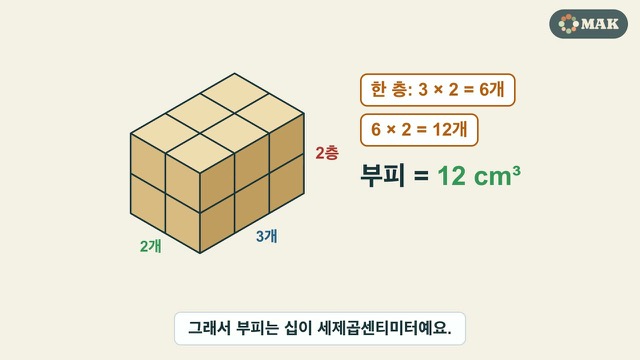 MAK
한 층: 3 × 2 = 6개
6 × 2 = 12개
부피 = 12 cm³
2층
3개
2개
그래서 부피는 십이 세제곱센티미터예요.